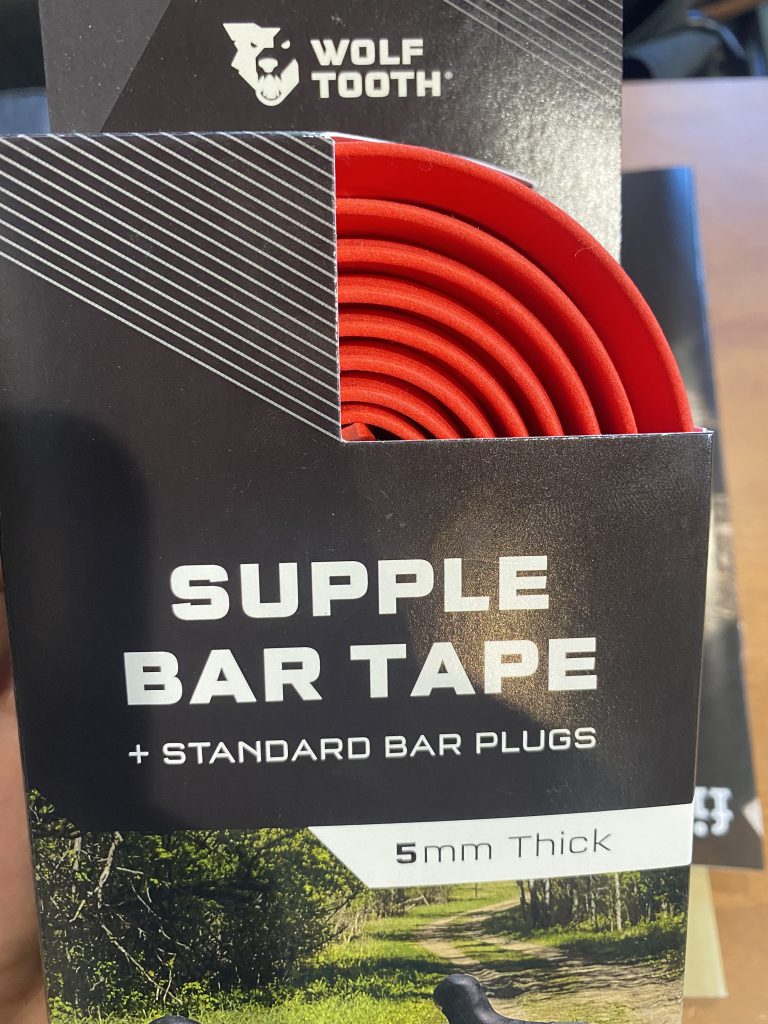 WOLF
TOOTH®
SUPPLE
BAR TAPE
+ STANDARD BAR PLUGS
5mm Thick